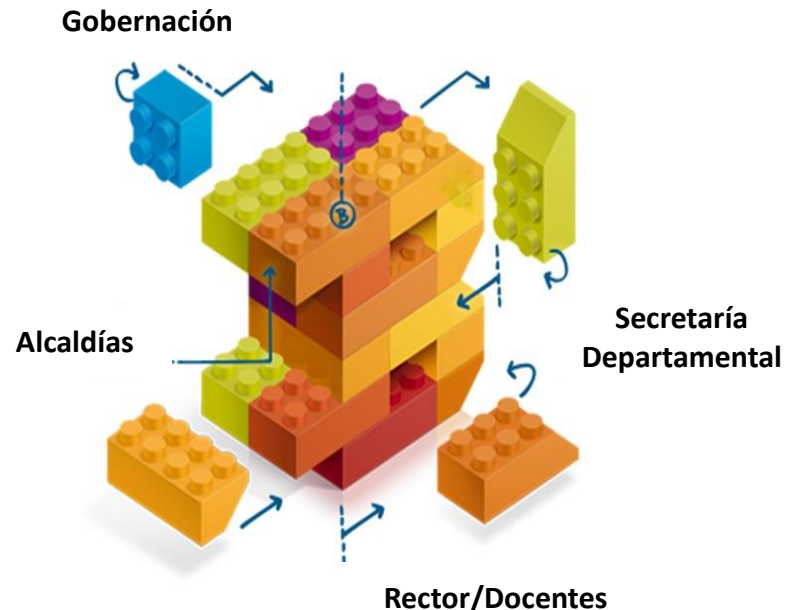 Gobernación
B
Alcaldías
Secretaría
Departamental
Rector/Docentes